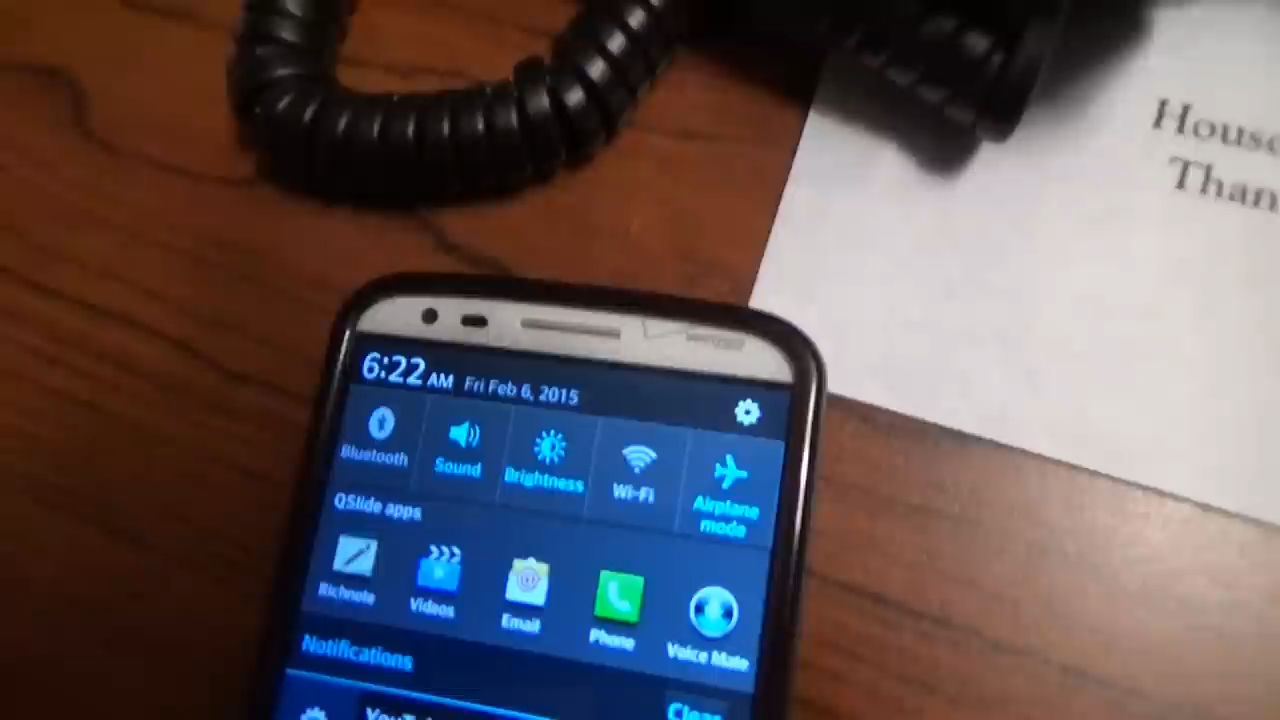 Than
6:22 AM Fri Feb 6, 2015
Bluetooth
Sound
Brightness
Wi-Fi
Airplane
mode
QSlide apps
Richnote
Videos
Email
Phone
Voice Mate
Notifications
Clear